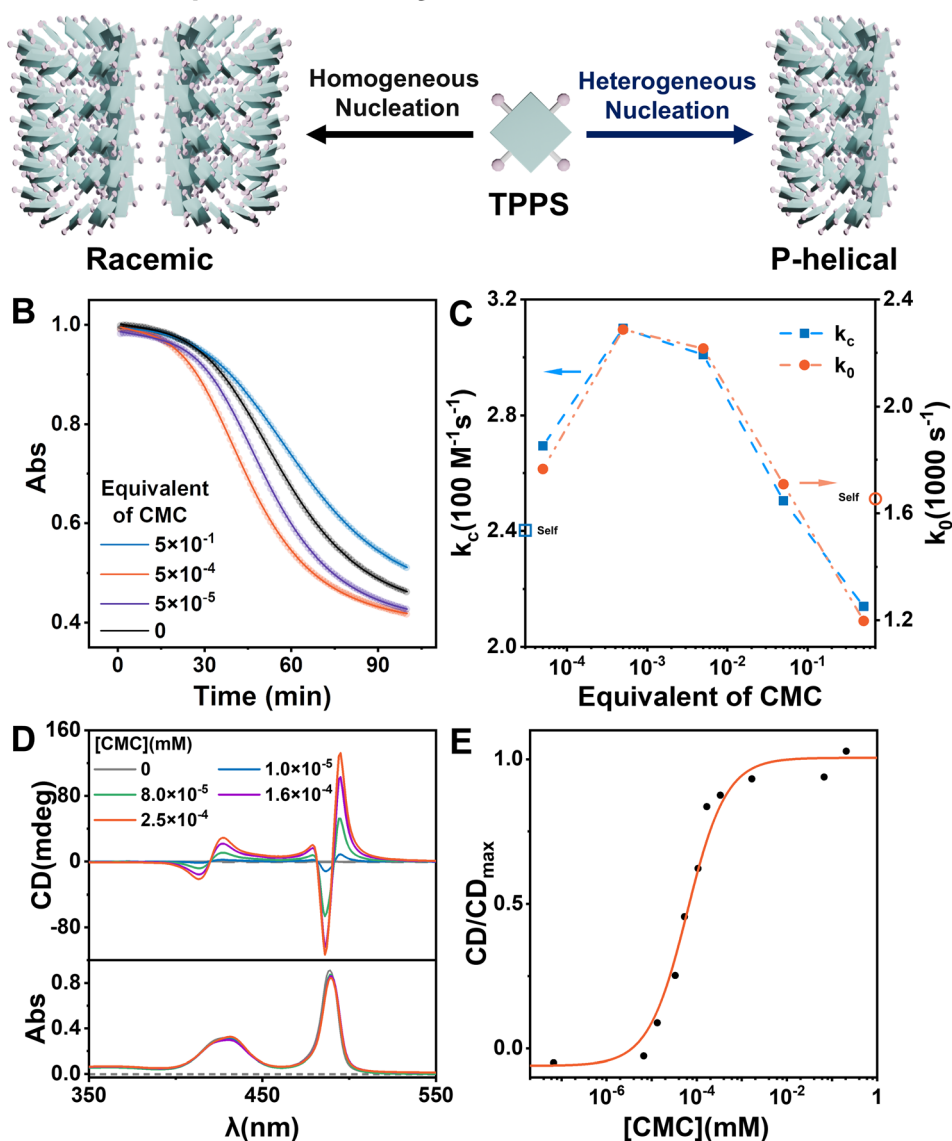 Homogeneous
Nucleation
Heterogeneous
Nucleation
TPPS
Racemic
P-helical
B
1.0
0.8
0.6
0.4
Abs
Equivalent
of CMC
5×10⁻¹
5×10⁻⁴
5×10⁻⁵
0
0
30
60
90
Time (min)
C
3.2
2.8
2.4
2.0
k_c(100 M⁻¹s⁻¹)
k_c
k_0
Self
Self
2.4
2.0
1.6
1.2
k_0(1000 s⁻¹)
10⁻⁴
10⁻³
10⁻²
10⁻¹
Equivalent of CMC
D
160
80
0
-80
CD(mdeg)
[CMC](mM)
0
1.0×10⁻⁵
8.0×10⁻⁵
1.6×10⁻⁴
2.5×10⁻⁴
0.8
0.4
0.0
Abs
350
450
550
λ(nm)
E
1.0
0.5
0.0
CD/CD_max
10⁻⁶
10⁻⁴
10⁻²
1
[CMC](mM)